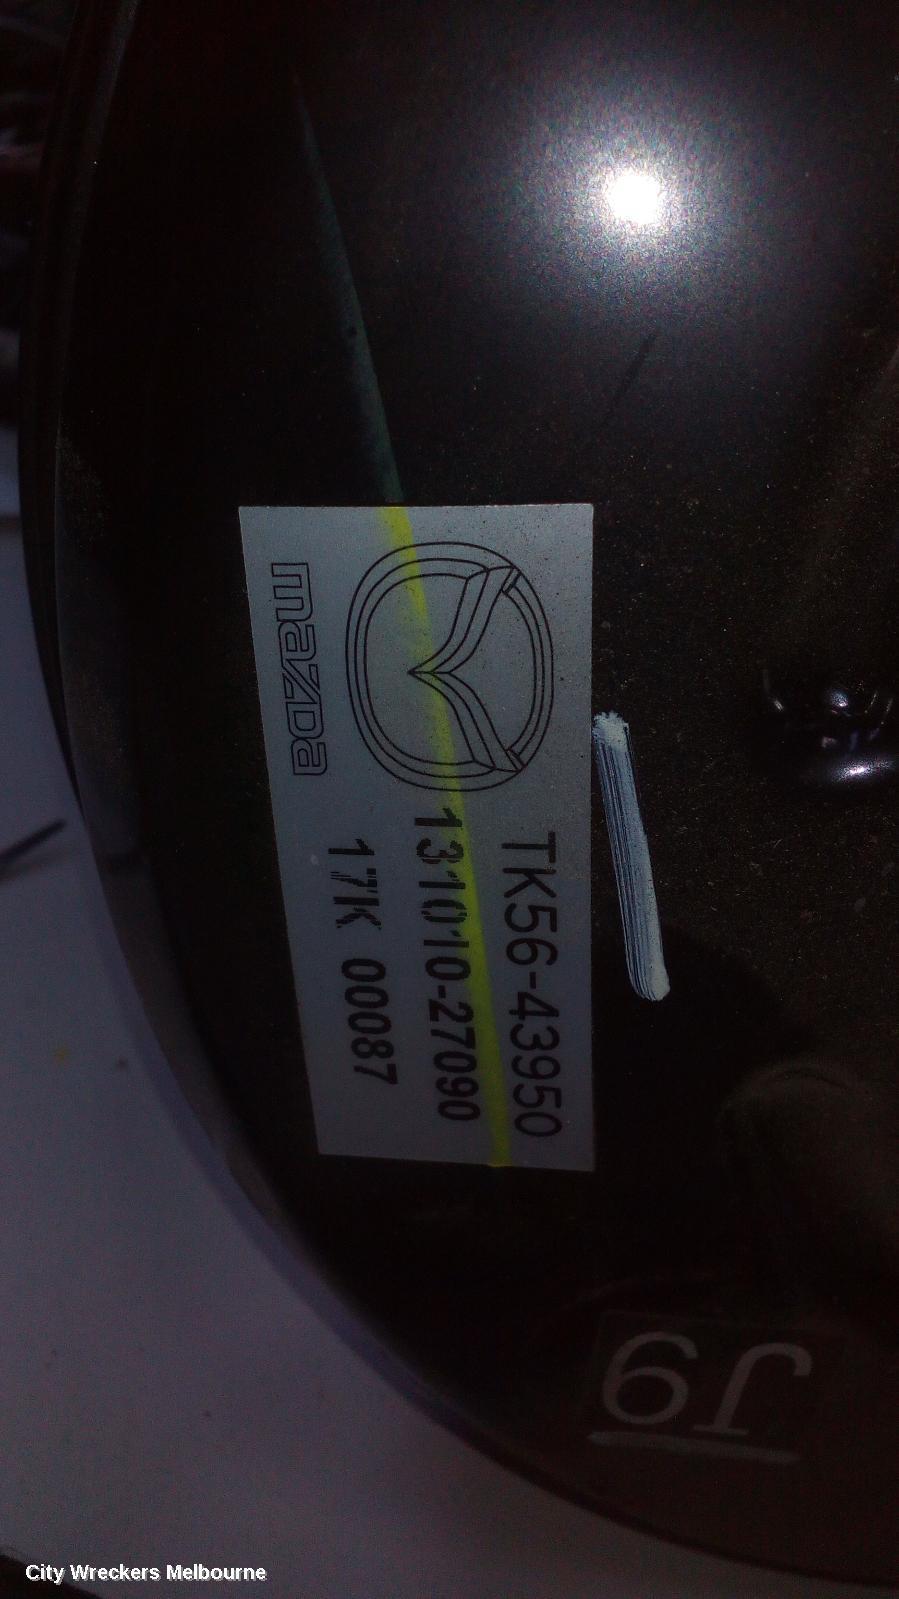 mazda
TK56-43950
131010-27090
17K 00087
J9
City Wreckers Melbourne